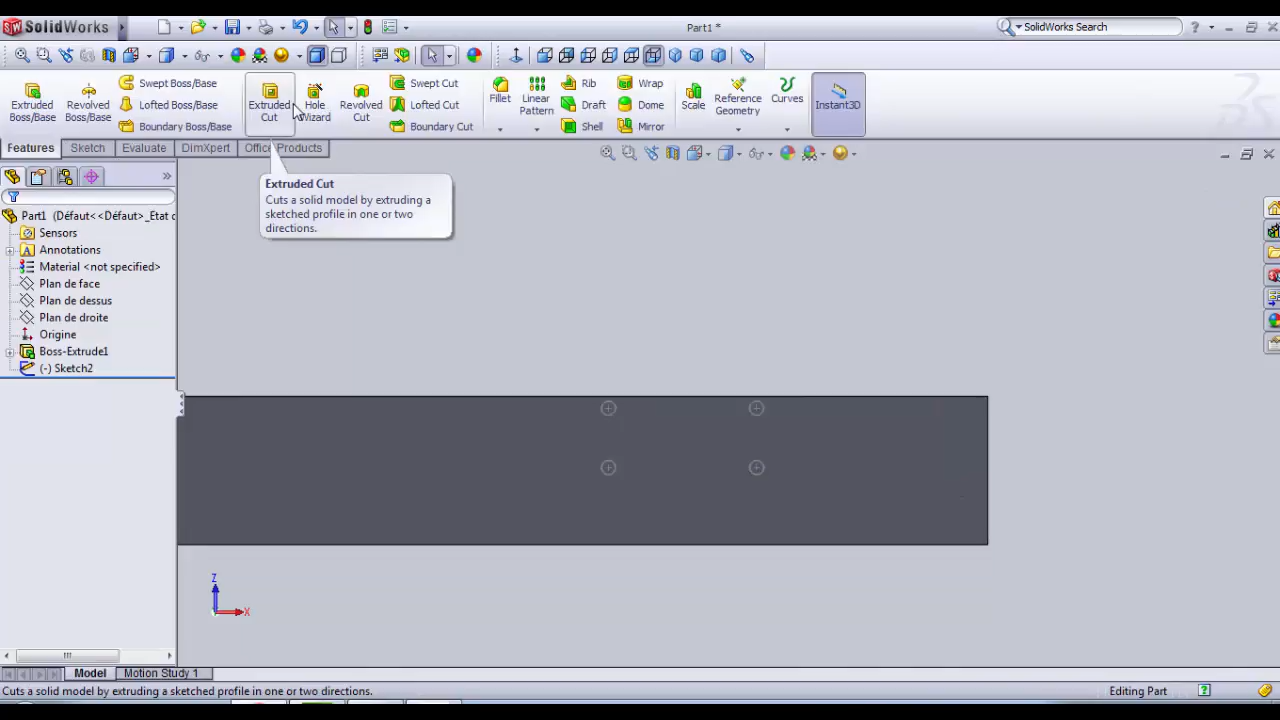 SolidWorks
Part1 *
SolidWorks Search
Extruded Boss/Base
Revolved Boss/Base
Swept Boss/Base
Lofted Boss/Base
Boundary Boss/Base
Extruded Cut
Hole Wizard
Revolved Cut
Swept Cut
Lofted Cut
Boundary Cut
Fillet
Linear Pattern
Rib
Draft
Shell
Wrap
Dome
Mirror
Scale
Reference Geometry
Curves
Instant3D
Features
Sketch
Evaluate
DimXpert
Office Products
Extruded Cut
Cuts a solid model by extruding a
sketched profile in one or two
directions.
Part1 (Défaut<<Défaut>_Etat c
Sensors
Annotations
Material <not specified>
Plan de face
Plan de dessus
Plan de droite
Origine
Boss-Extrude1
(-) Sketch2
Z
X
Model
Motion Study 1
Cuts a solid model by extruding a sketched profile in one or two directions.
Editing Part